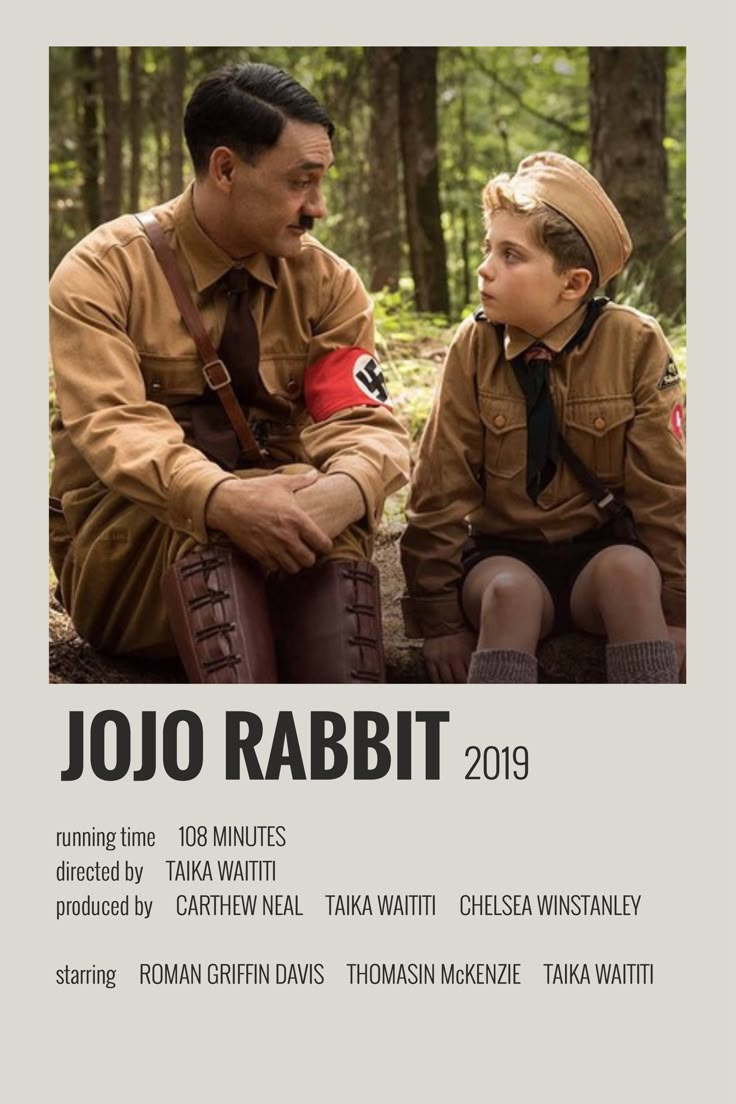 JOJO RABBIT 2019
running time 108 MINUTES
directed by TAIKA WAITITI
produced by CARTHEW NEAL TAIKA WAITITI CHELSEA WINSTANLEY
starring ROMAN GRIFFIN DAVIS THOMASIN McKENZIE TAIKA WAITITI